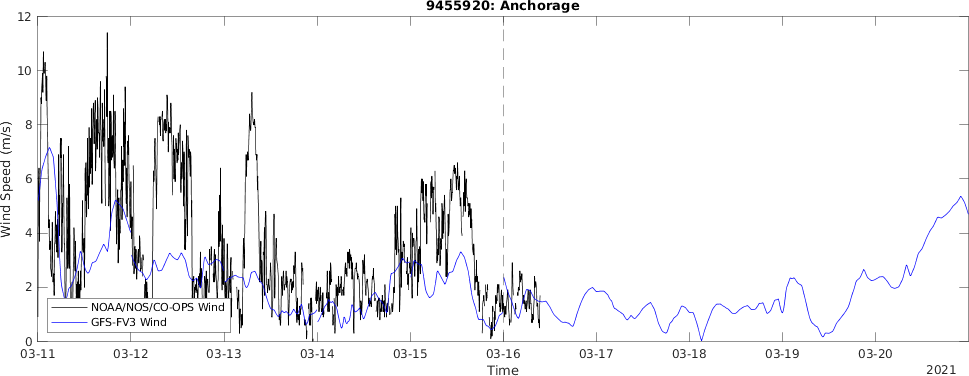 9455920: Anchorage
12
10
8
6
4
2
0
Wind Speed (m/s)
NOAA/NOS/CO-OPS Wind
GFS-FV3 Wind
03-11 03-12 03-13 03-14 03-15 03-16 03-17 03-18 03-19 03-20
Time
2021